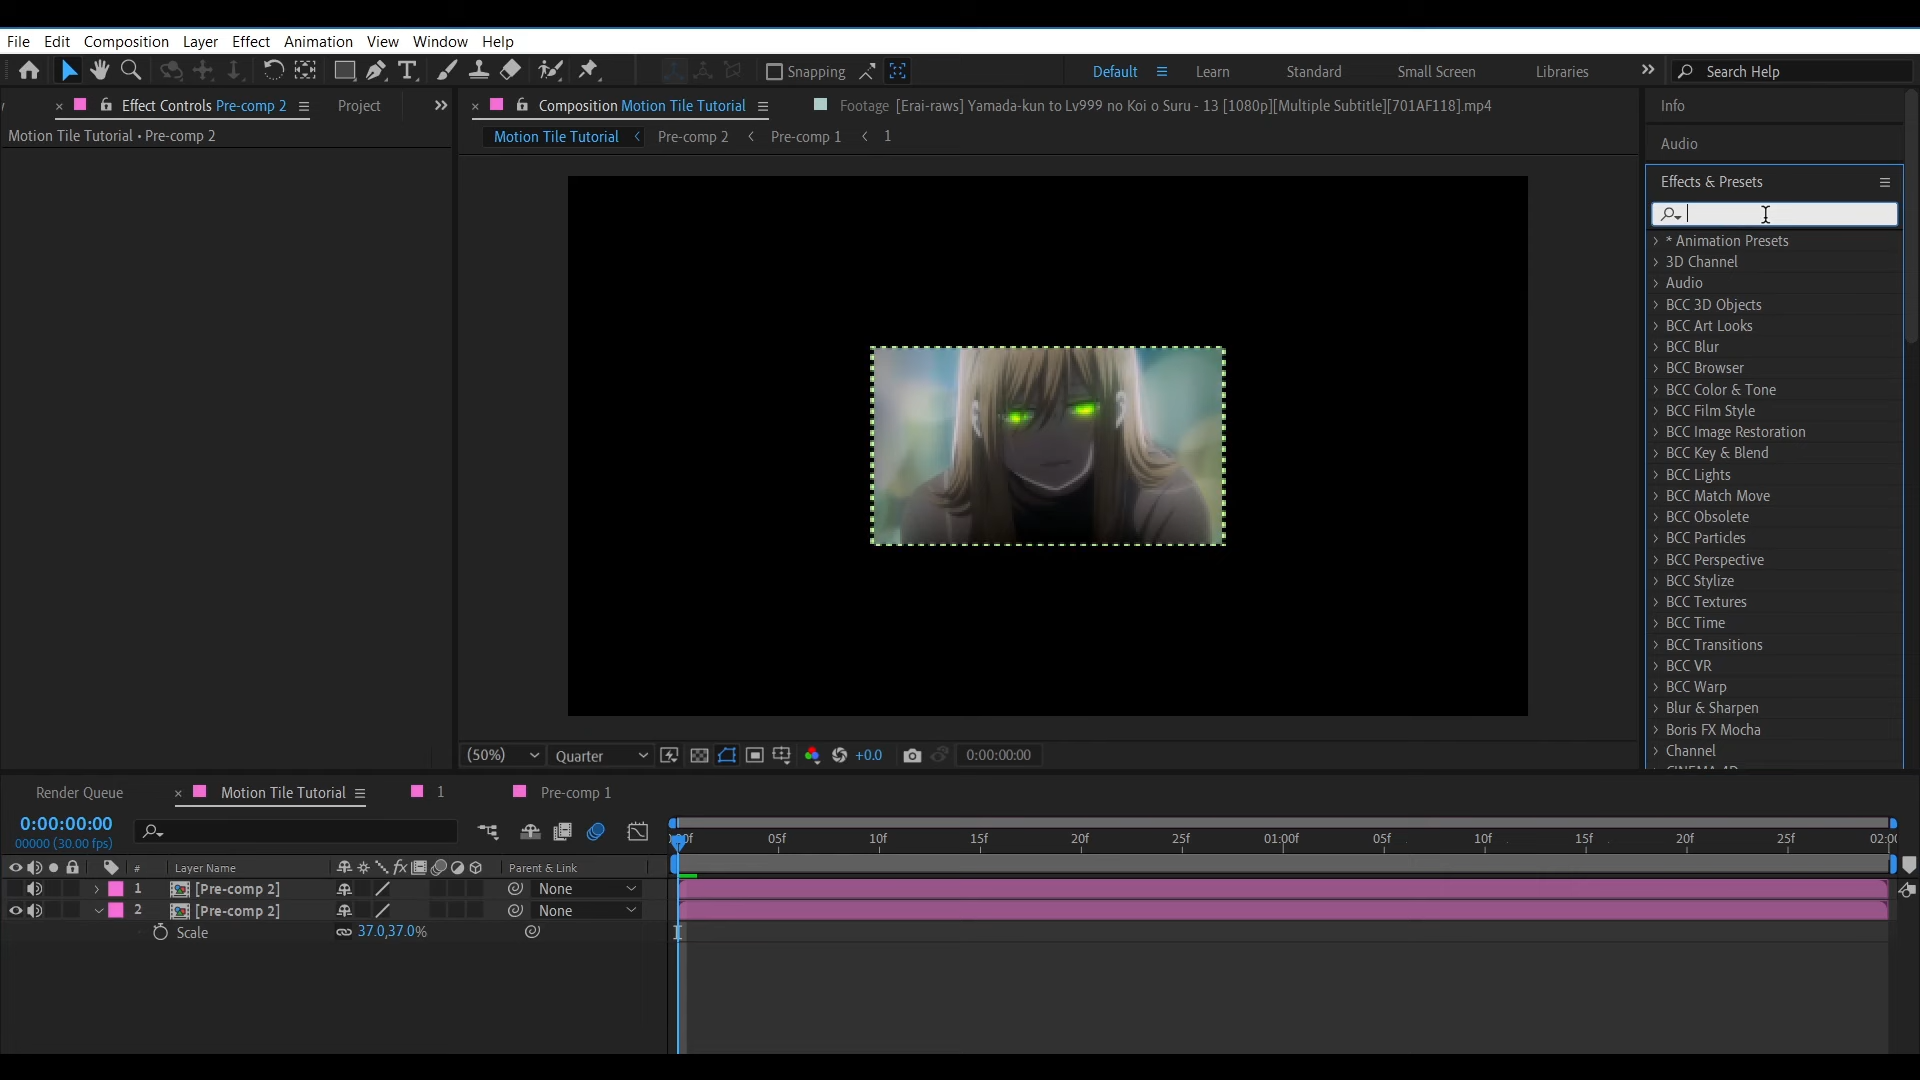 File Edit Composition Layer Effect Animation View Window Help
Snapping Default Learn Standard Small Screen Libraries Search Help
Effect Controls Pre-comp 2 Project
Composition Motion Tile Tutorial Footage [Erai-raws] Yamada-kun to Lv999 no Koi o Suru - 13 [1080p][Multiple Subtitle][701AF118].mp4
Info
Motion Tile Tutorial • Pre-comp 2
Motion Tile Tutorial Pre-comp 2 Pre-comp 1 1
Audio
Effects & Presets
* Animation Presets
3D Channel
Audio
BCC 3D Objects
BCC Art Looks
BCC Blur
BCC Browser
BCC Color & Tone
BCC Film Style
BCC Image Restoration
BCC Key & Blend
BCC Lights
BCC Match Move
BCC Obsolete
BCC Particles
BCC Perspective
BCC Stylize
BCC Textures
BCC Time
BCC Transitions
BCC VR
BCC Warp
Blur & Sharpen
Boris FX Mocha
Channel
(50%) Quarter +0.0 0:00:00:00
Render Queue Motion Tile Tutorial 1 Pre-comp 1
0:00:00:00
00000 (30.00 fps)
05f 10f 15f 20f 25f 01:00f 05f 10f 15f 20f 25f
# Layer Name fx Parent & Link
1 [Pre-comp 2] None
2 [Pre-comp 2] None
Scale 37.0,37.0%